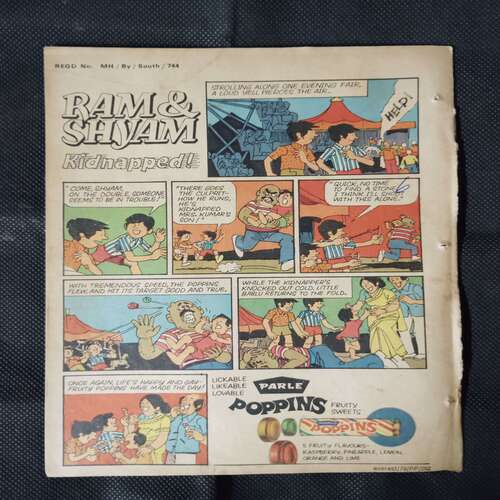 REGD No. MH/By/South/744
RAM &
SHYAM
Kidnapped!!
STROLLING ALONG ONE EVENING FAIR,
A LOUD YELL PIERCES THE AIR.
HELP!
"COME, SHYAM,
ON THE DOUBLE, SOMEONE
SEEMS TO BE IN TROUBLE!"
"THERE GOES
THE CULPRIT-
HOW HE RUNS,
HE'S
KIDNAPPED
MRS. KUMAR'S
SON!"
"QUICK, NO TIME
TO FIND A STONE,
I THINK I'LL
WITH THIS ALONE."
WITH TREMENDOUS SPEED, THE POPPINS
FLEW, AND HIT ITS TARGET GOOD AND TRUE.
WHILE THE KIDNAPPER'S
KNOCKED OUT COLD, LITTLE
BABLU RETURNS TO THE FOLD.
ONCE AGAIN, LIFE'S HAPPY AND GAY-
FRUITY POPPINS HAVE MADE THE DAY!
LICKABLE
LIKEABLE
LOVABLE
PARLE
POPPINS
FRUITY
SWEETS
POPPINS
5 FRUITY FLAVOURS-
RASPBERRY, PINEAPPLE, LEMON,
ORANGE AND LIME.